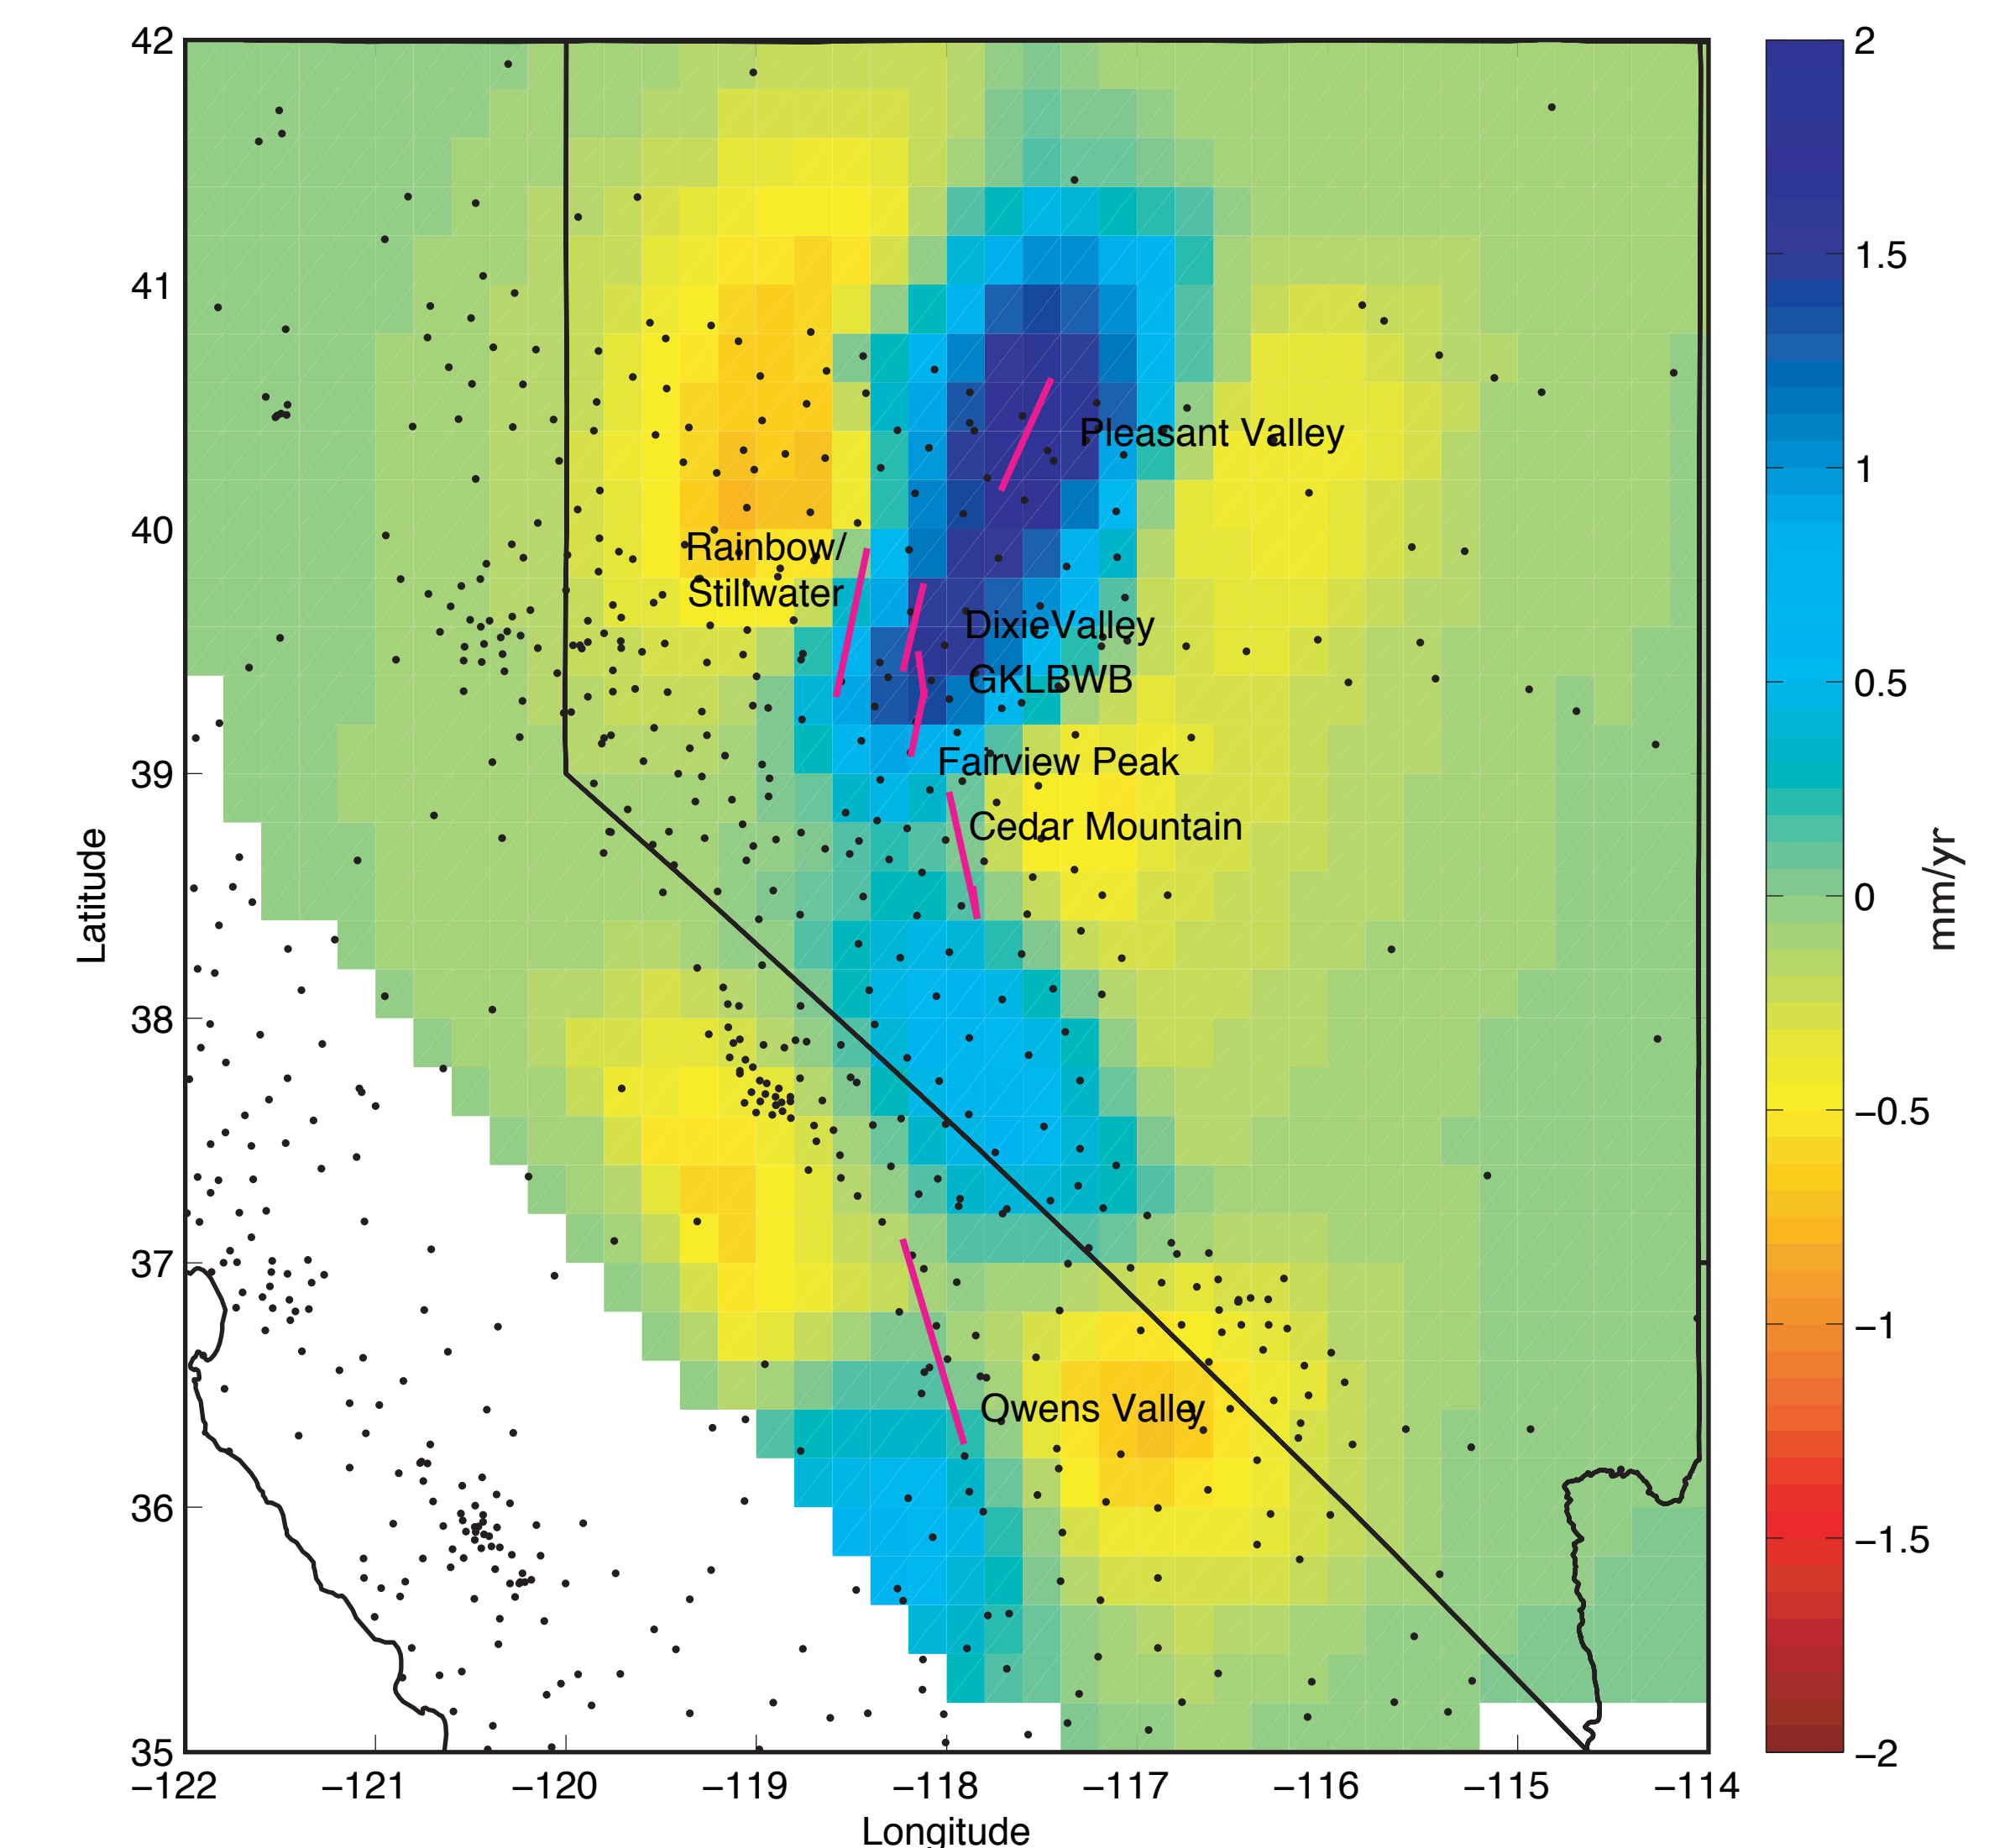 42
41
40
39
38
37
36
35
Latitude
−122
−121
−120
−119
−118
−117
−116
−115
−114
Longitude
Pleasant Valley
Rainbow/
Stillwater
DixieValley
GKLBWB
Fairview Peak
Cedar Mountain
Owens Valley
2
1.5
1
0.5
0
−0.5
−1
−1.5
−2
mm/yr